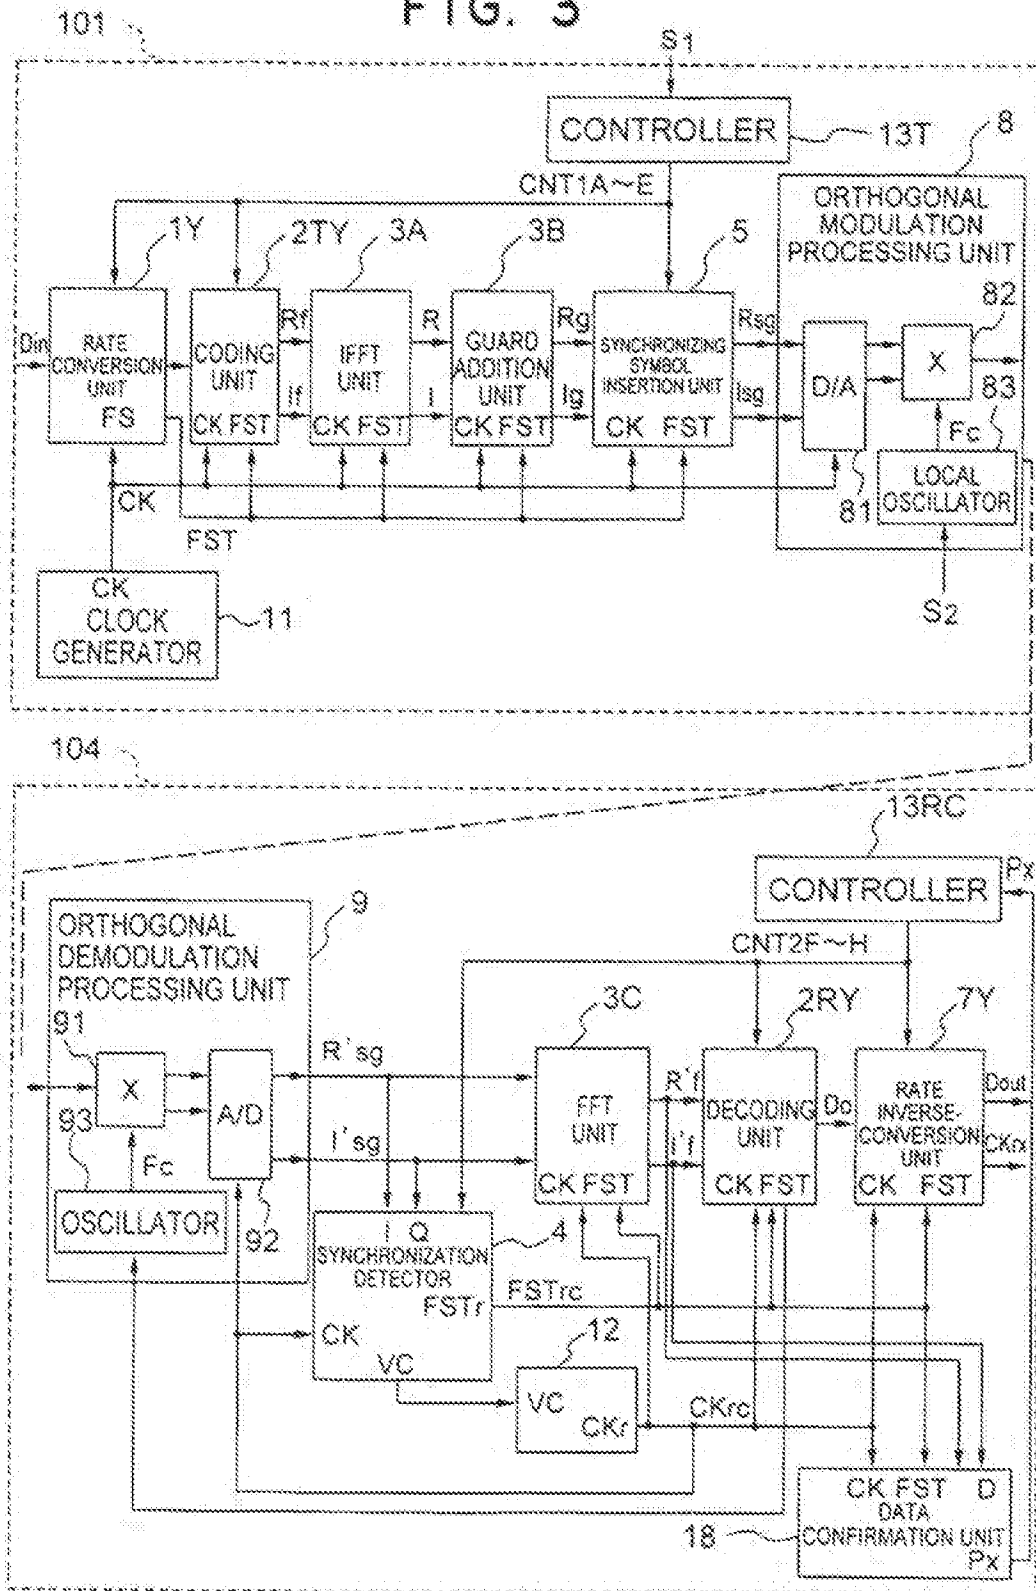 FIG. 3
101
S1
CONTROLLER
13T
8
CNT1A~E
ORTHOGONAL
MODULATION
PROCESSING UNIT
1Y
2TY
3A
3B
5
82
Din
RATE
CONVERSION
UNIT
FS
CODING
UNIT
CK FST
Rf
If
IFFT
UNIT
CK FST
R
I
GUARD
ADDITION
UNIT
CK FST
Rg
Ig
SYNCHRONIZING
SYMBOL
INSERTION UNIT
CK FST
Rsg
Isg
D/A
X
83
Fc
LOCAL
OSCILLATOR
81
CK
FST
S2
CK
CLOCK
GENERATOR
11
104
13RC
CONTROLLER
Px
9
ORTHOGONAL
DEMODULATION
PROCESSING UNIT
CNT2F~H
3C
2RY
7Y
91
X
A/D
R'sg
I'sg
FFT
UNIT
CK FST
R'f
I'f
DECODING
UNIT
CK FST
Do
RATE
INVERSE-
CONVERSION
UNIT
CK FST
Dout
CKrx
93
Fc
OSCILLATOR
92
I Q
SYNCHRONIZATION
DETECTOR
FSTr
CK
VC
4
FSTrc
12
VC
CKr
CKrc
CK FST D
DATA
CONFIRMATION UNIT
Px
18